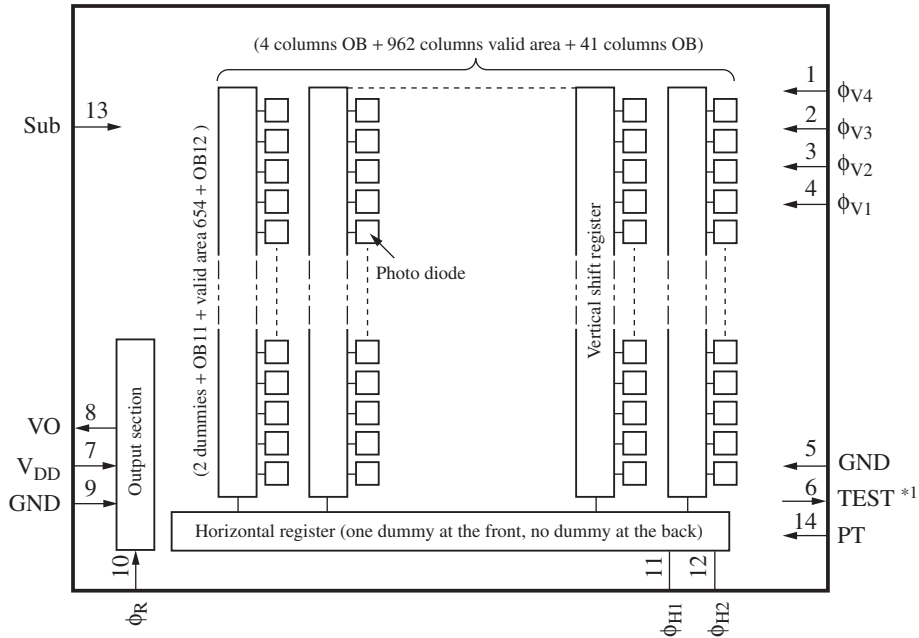 (4 columns OB + 962 columns valid area + 41 columns OB)
1
ϕV4
13
Sub
2
ϕV3
3
ϕV2
4
ϕV1
(2 dummies + OB11 + valid area 654 + OB12 )
Photo diode
Vertical shift register
Output section
8
VO
7
VDD
9
GND
5
GND
6
TEST *1
14
PT
Horizontal register (one dummy at the front, no dummy at the back)
10
11
12
ϕR
ϕH1
ϕH2